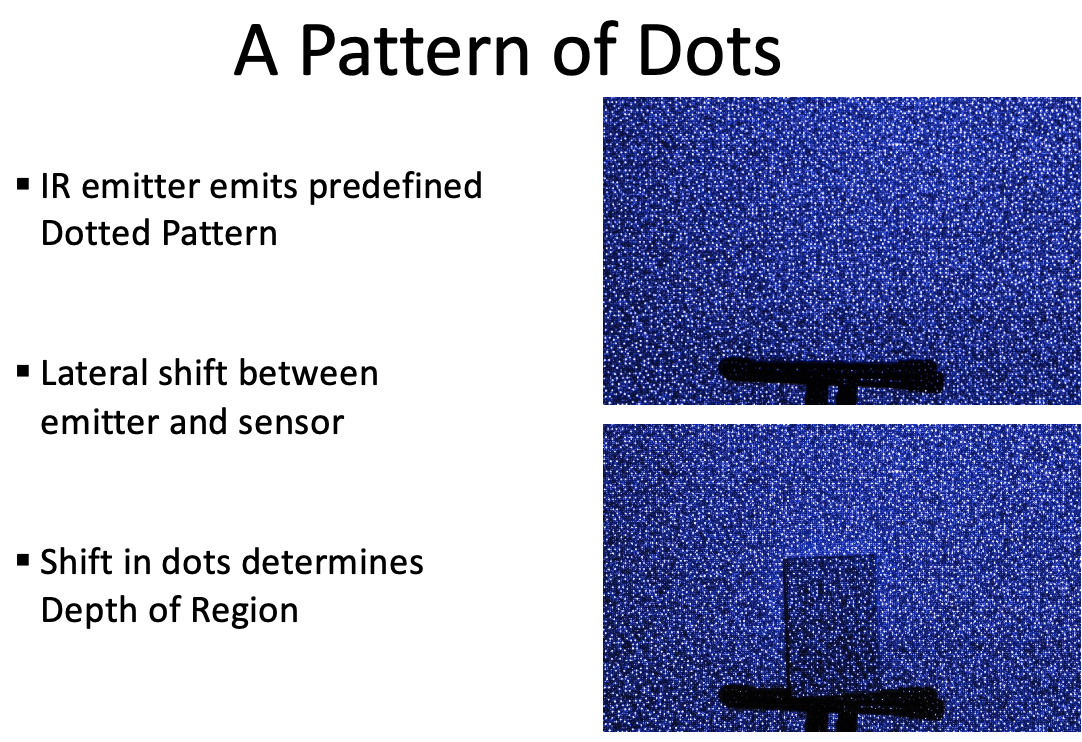 A Pattern of Dots
▪ IR emitter emits predefined
Dotted Pattern
▪ Lateral shift between
emitter and sensor
▪ Shift in dots determines
Depth of Region